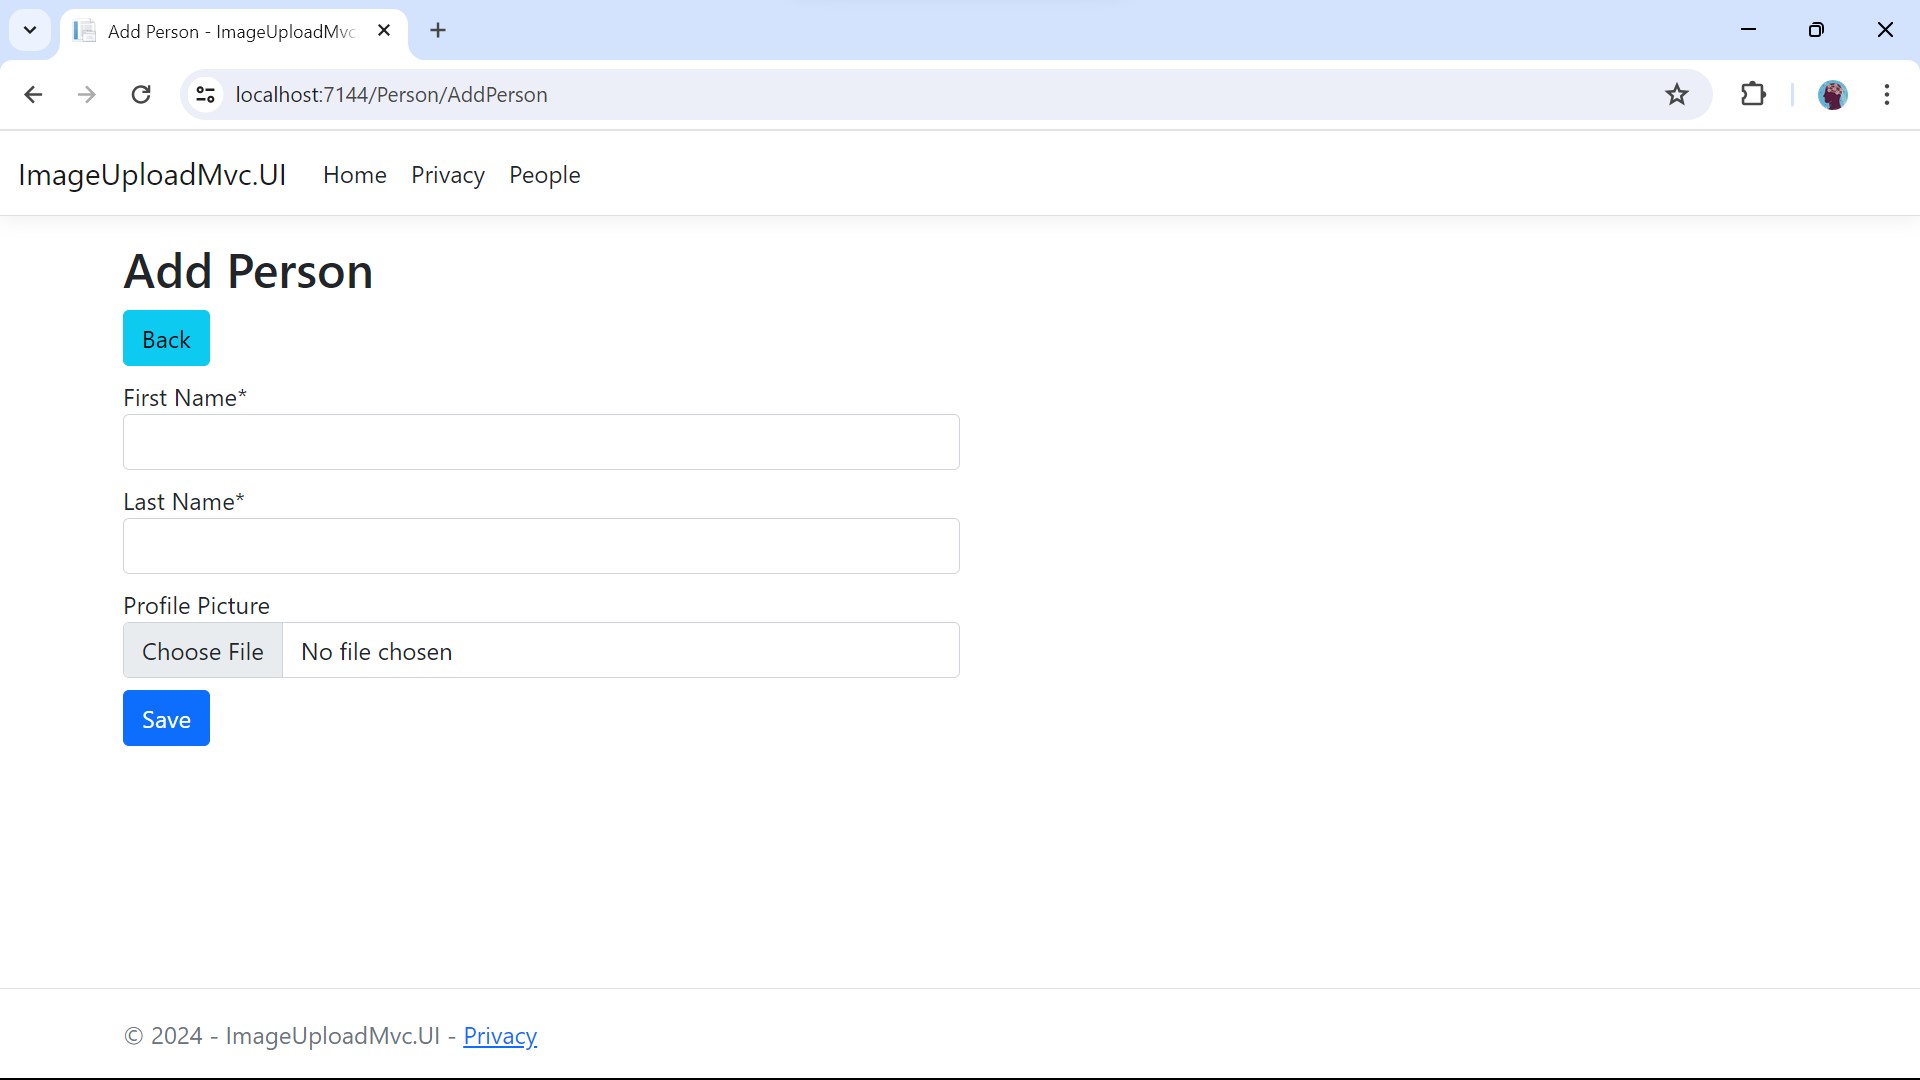 Add Person - ImageUploadMvc
localhost:7144/Person/AddPerson
ImageUploadMvc.UI Home Privacy People
Add Person
Back
First Name*
Last Name*
Profile Picture
Choose File No file chosen
Save
© 2024 - ImageUploadMvc.UI - Privacy